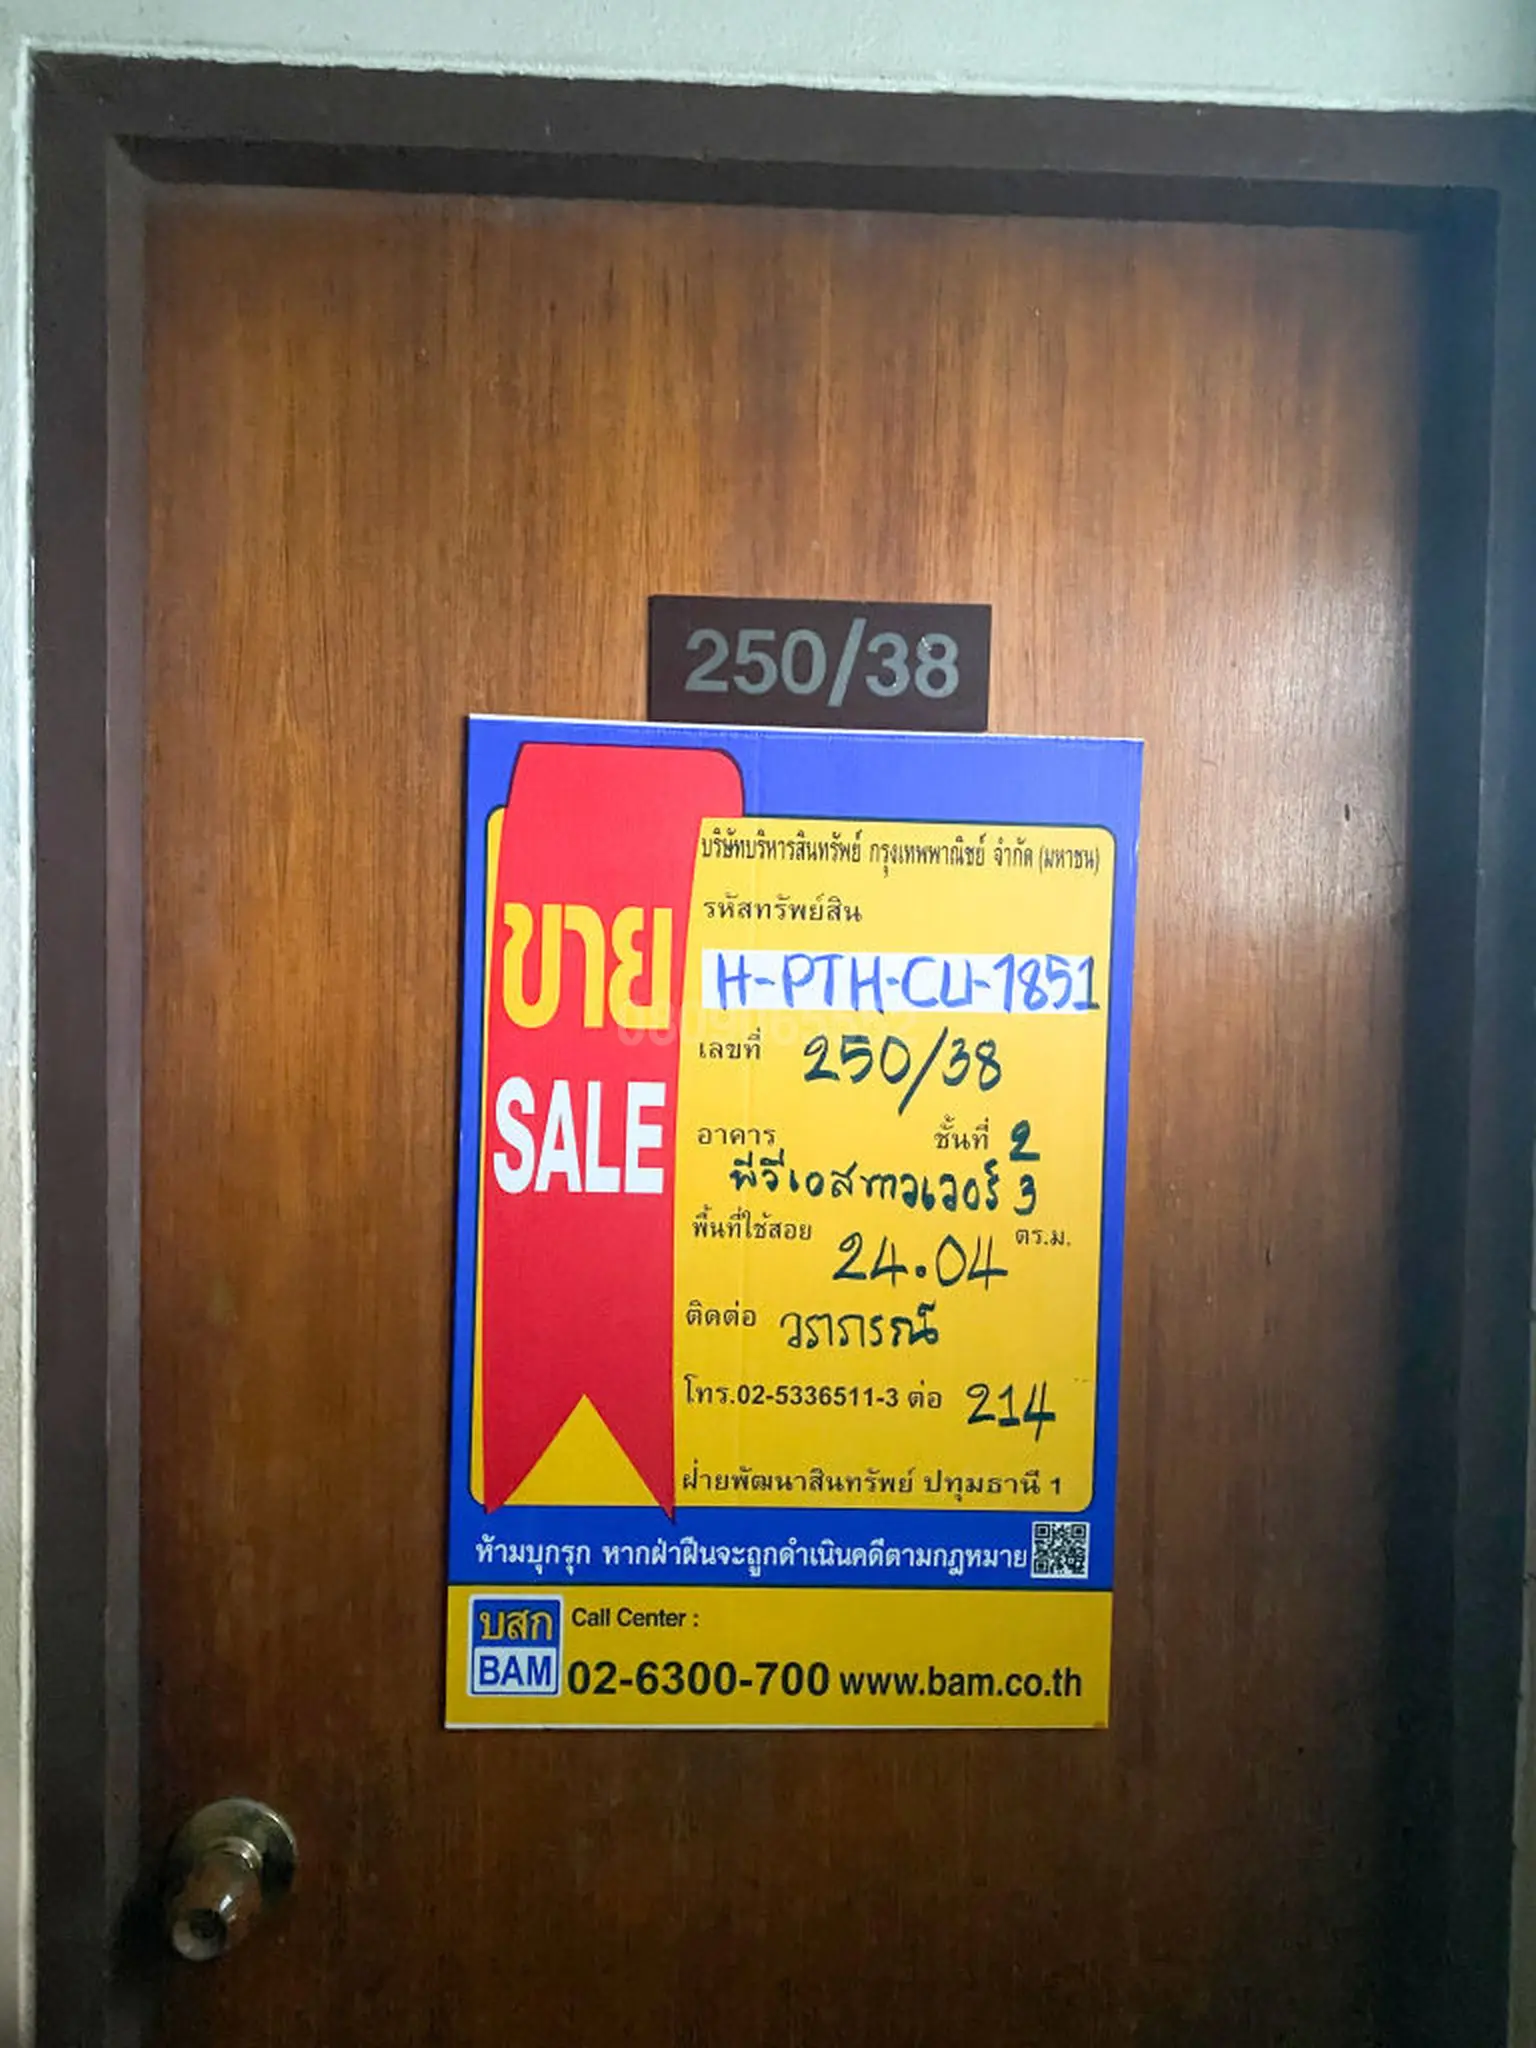 250/38
บริษัทบริหารสินทรัพย์ กรุงเทพพาณิชย์ จำกัด (มหาชน)
ขาย
SALE
รหัสทรัพย์สิน
H-PTH-CU-1851
เลขที่ 250/38
อาคาร ชั้นที่ 2
พีวีเอสทาวเวอร์ 3
พื้นที่ใช้สอย 24.04 ตร.ม.
ติดต่อ วราภรณ์
โทร.02-5336511-3 ต่อ 214
ฝ่ายพัฒนาสินทรัพย์ ปทุมธานี 1
ห้ามบุกรุก หากฝ่าฝืนจะถูกดำเนินคดีตามกฎหมาย
บสก
BAM
Call Center :
02-6300-700 www.bam.co.th